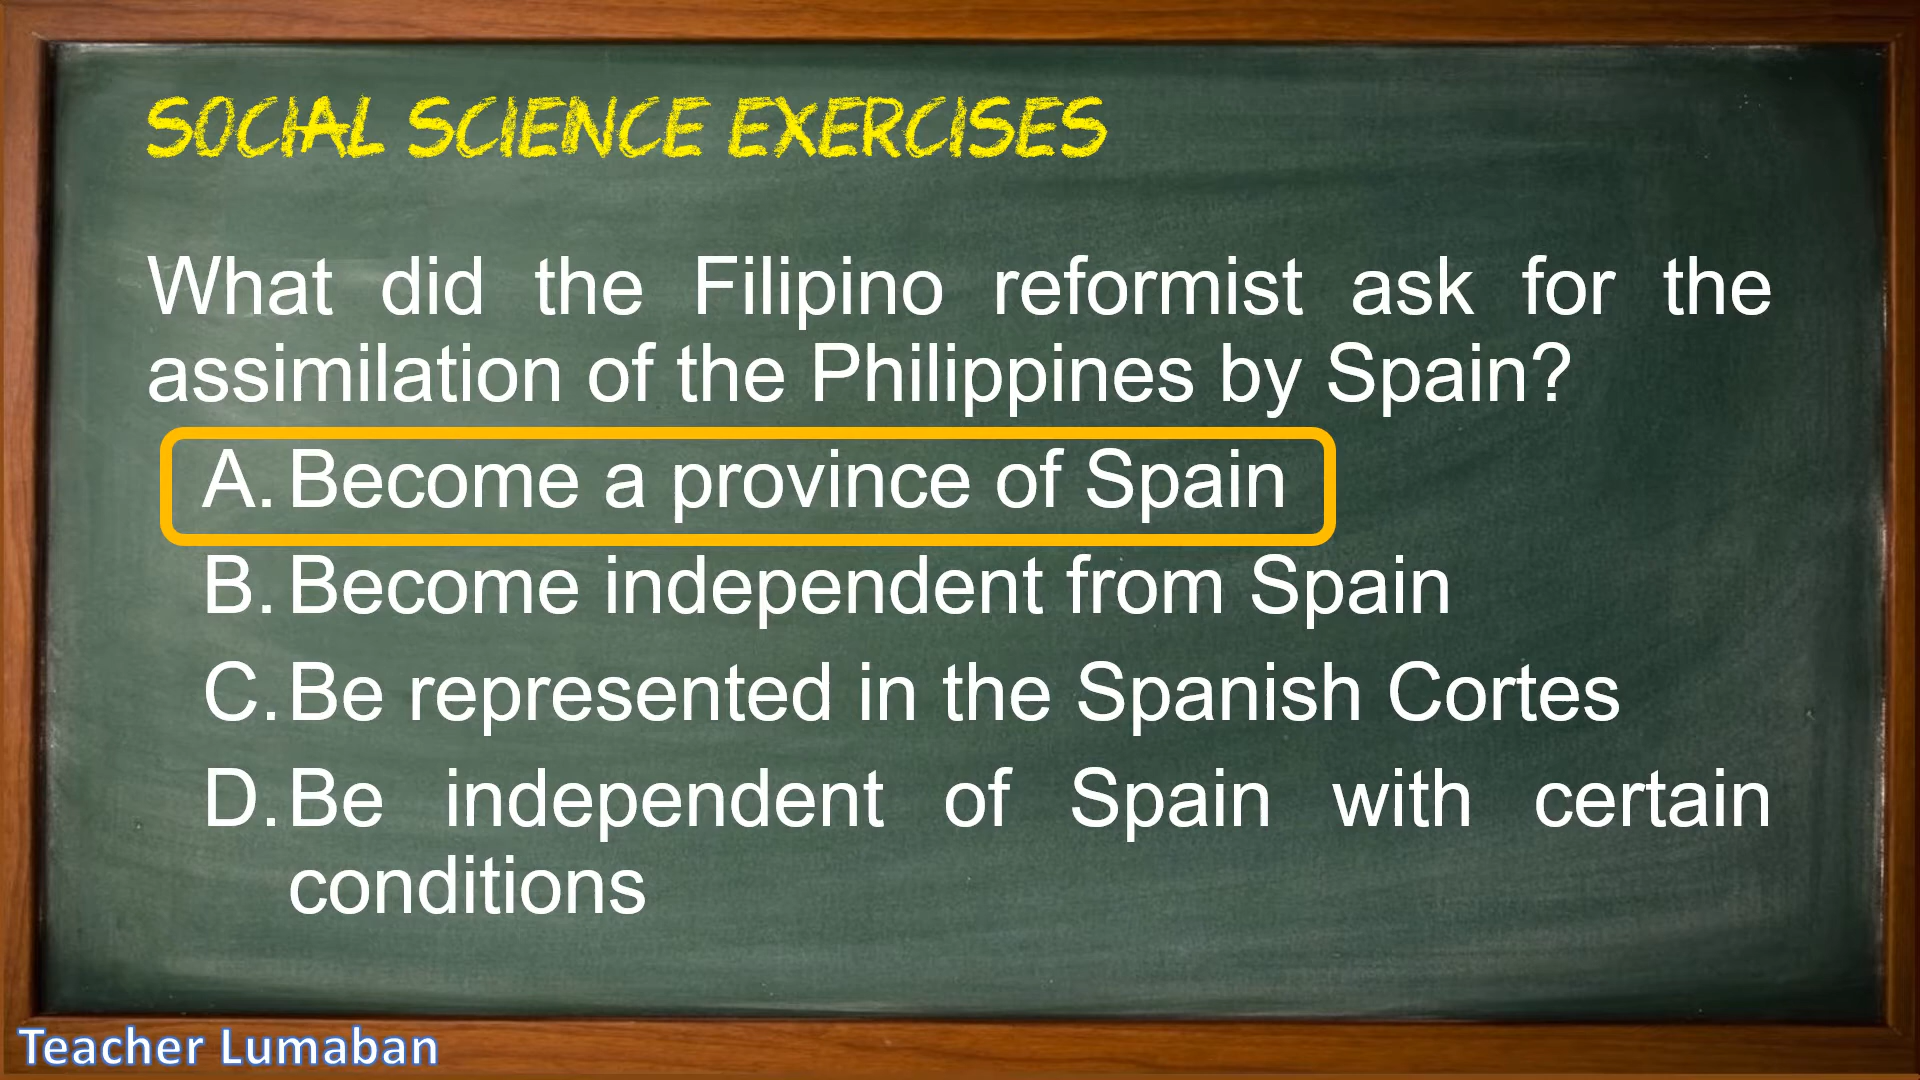 SOCIAL SCIENCE EXERCISES
What did the Filipino reformist ask for the
assimilation of the Philippines by Spain?
A. Become a province of Spain
B. Become independent from Spain
C. Be represented in the Spanish Cortes
D. Be independent of Spain with certain
conditions
Teacher Lumaban